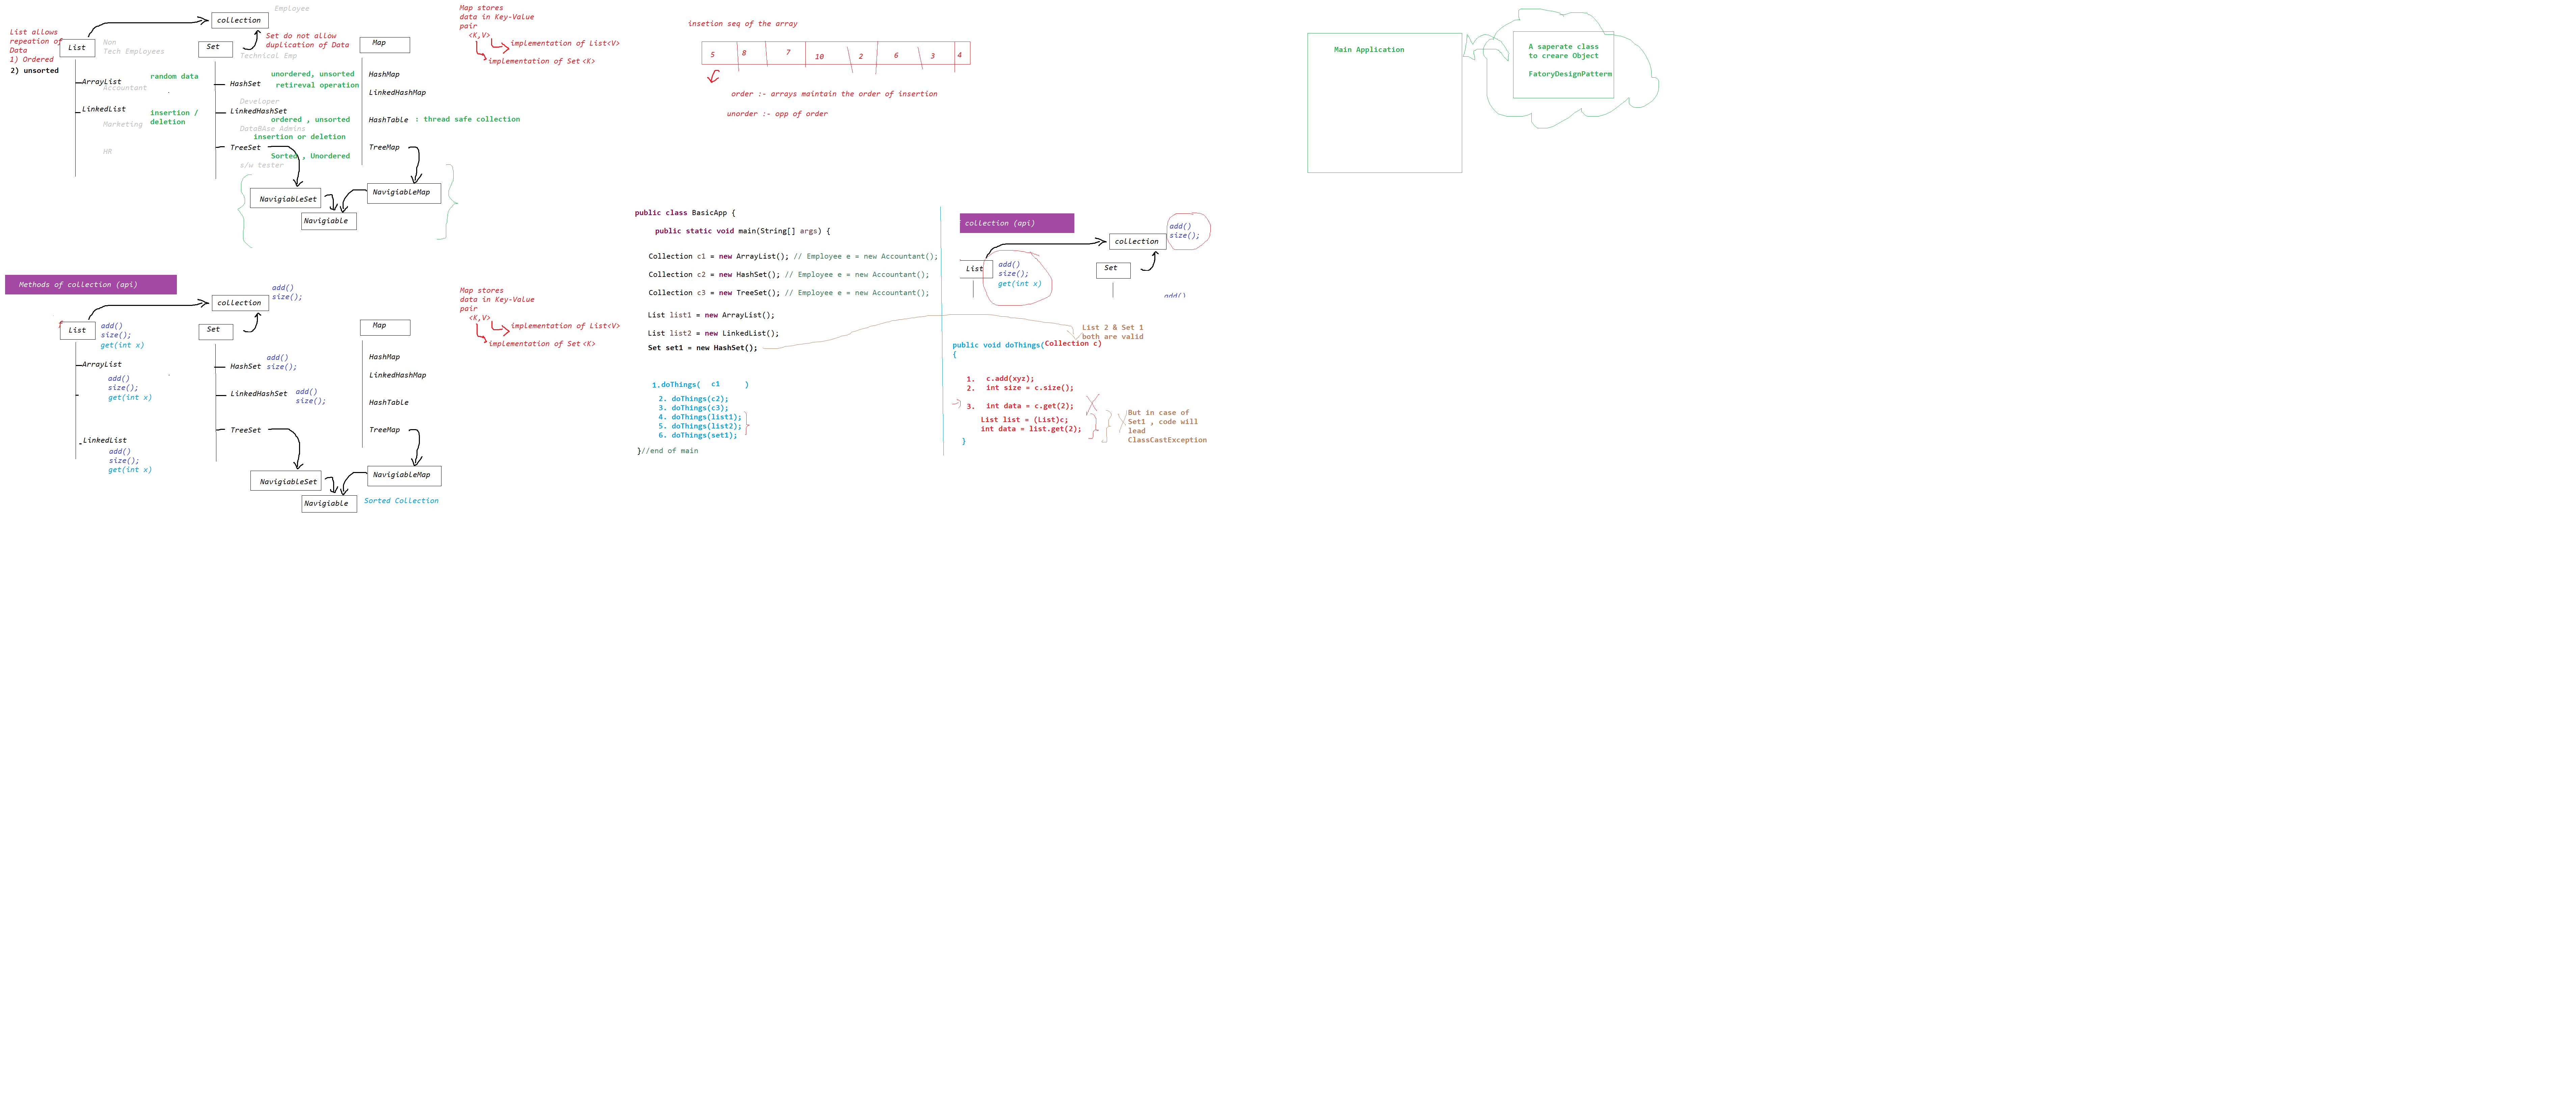 Employee
collection
List allows
repeation of
Data
1) Ordered
2) unsorted
List
Non
Tech Employees
Set
Set do not allow
duplication of Data
Technical Emp
Map
Map stores
data in Key-Value
pair
<K,V>
implementation of List<V>
implementation of Set <K>
ArrayList
random data
Accountant
LinkedList
insertion /
deletion
Marketing
HR
HashSet
unordered, unsorted
retireval operation
Developer
LinkedHashSet
ordered , unsorted
DataBAse Admins
insertion or deletion
TreeSet
Sorted , Unordered
s/w tester
HashMap
LinkedHashMap
HashTable : thread safe collection
TreeMap
NavigiableSet
NavigiableMap
Navigiable
insetion seq of the array
5 8 7 10 2 6 3 4
order :- arrays maintain the order of insertion
unorder :- opp of order
Main Application
A saperate class
to creare Object
FatoryDesignPatterm
Methods of collection (api)
collection
add()
size();
List
add()
size();
get(int x)
Set
Map
Map stores
data in Key-Value
pair
<K,V>
implementation of List<V>
implementation of Set <K>
ArrayList
add()
size();
get(int x)
LinkedList
add()
size();
get(int x)
HashSet
add()
size();
LinkedHashSet
add()
size();
TreeSet
HashMap
LinkedHashMap
HashTable
TreeMap
NavigiableSet
NavigiableMap
Navigiable
Sorted Collection
public class BasicApp {
public static void main(String[] args) {
Collection c1 = new ArrayList(); // Employee e = new Accountant();
Collection c2 = new HashSet(); // Employee e = new Accountant();
Collection c3 = new TreeSet(); // Employee e = new Accountant();
List list1 = new ArrayList();
List list2 = new LinkedList();
Set set1 = new HashSet();
1.doThings( c1 )
2. doThings(c2);
3. doThings(c3);
4. doThings(list1);
5. doThings(list2);
6. doThings(set1);
}//end of main
collection (api)
collection
add()
size();
List
add()
size();
get(int x)
Set
add()
List 2 & Set 1
both are valid
public void doThings(Collection c)
{
1. c.add(xyz);
2. int size = c.size();
3. int data = c.get(2);
List list = (List)c;
int data = list.get(2);
}
But in case of
Set1 , code will
lead
ClassCastException